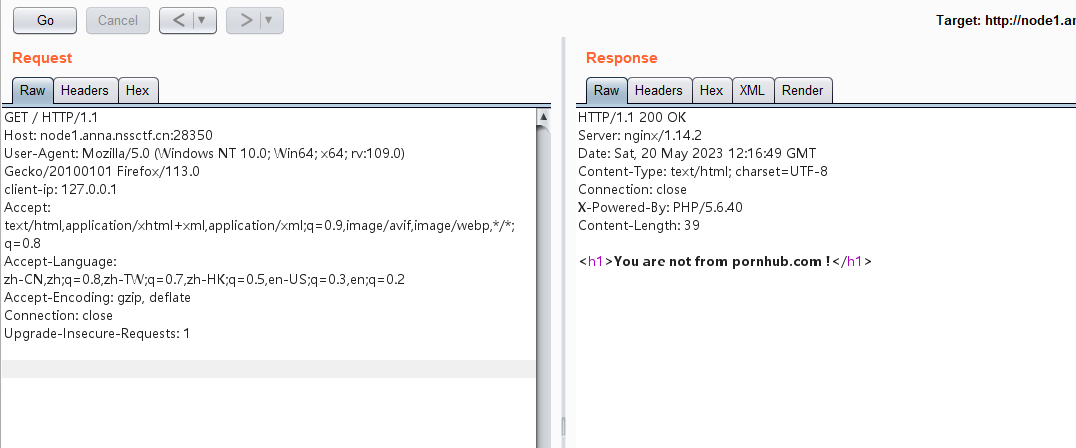 Go Cancel < > Target: http://node1.an
Request
Raw Headers Hex
GET / HTTP/1.1
Host: node1.anna.nssctf.cn:28350
User-Agent: Mozilla/5.0 (Windows NT 10.0; Win64; x64; rv:109.0)
Gecko/20100101 Firefox/113.0
client-ip: 127.0.0.1
Accept:
text/html,application/xhtml+xml,application/xml;q=0.9,image/avif,image/webp,*/*;
q=0.8
Accept-Language:
zh-CN,zh;q=0.8,zh-TW;q=0.7,zh-HK;q=0.5,en-US;q=0.3,en;q=0.2
Accept-Encoding: gzip, deflate
Connection: close
Upgrade-Insecure-Requests: 1
Response
Raw Headers Hex XML Render
HTTP/1.1 200 OK
Server: nginx/1.14.2
Date: Sat, 20 May 2023 12:16:49 GMT
Content-Type: text/html; charset=UTF-8
Connection: close
X-Powered-By: PHP/5.6.40
Content-Length: 39
<h1>You are not from pornhub.com !</h1>